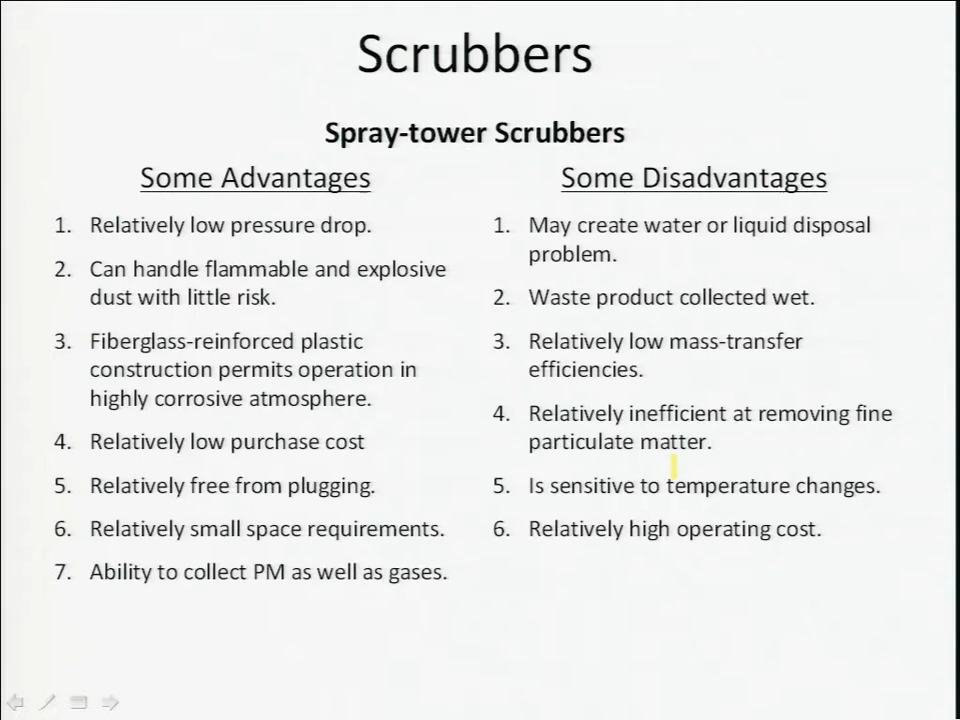 Scrubbers
Spray-tower Scrubbers
Some Advantages
1. Relatively low pressure drop.
2. Can handle flammable and explosive
dust with little risk.
3. Fiberglass-reinforced plastic
construction permits operation in
highly corrosive atmosphere.
4. Relatively low purchase cost
5. Relatively free from plugging.
6. Relatively small space requirements.
7. Ability to collect PM as well as gases.
Some Disadvantages
1. May create water or liquid disposal
problem.
2. Waste product collected wet.
3. Relatively low mass-transfer
efficiencies.
4. Relatively inefficient at removing fine
particulate matter.
5. Is sensitive to temperature changes.
6. Relatively high operating cost.